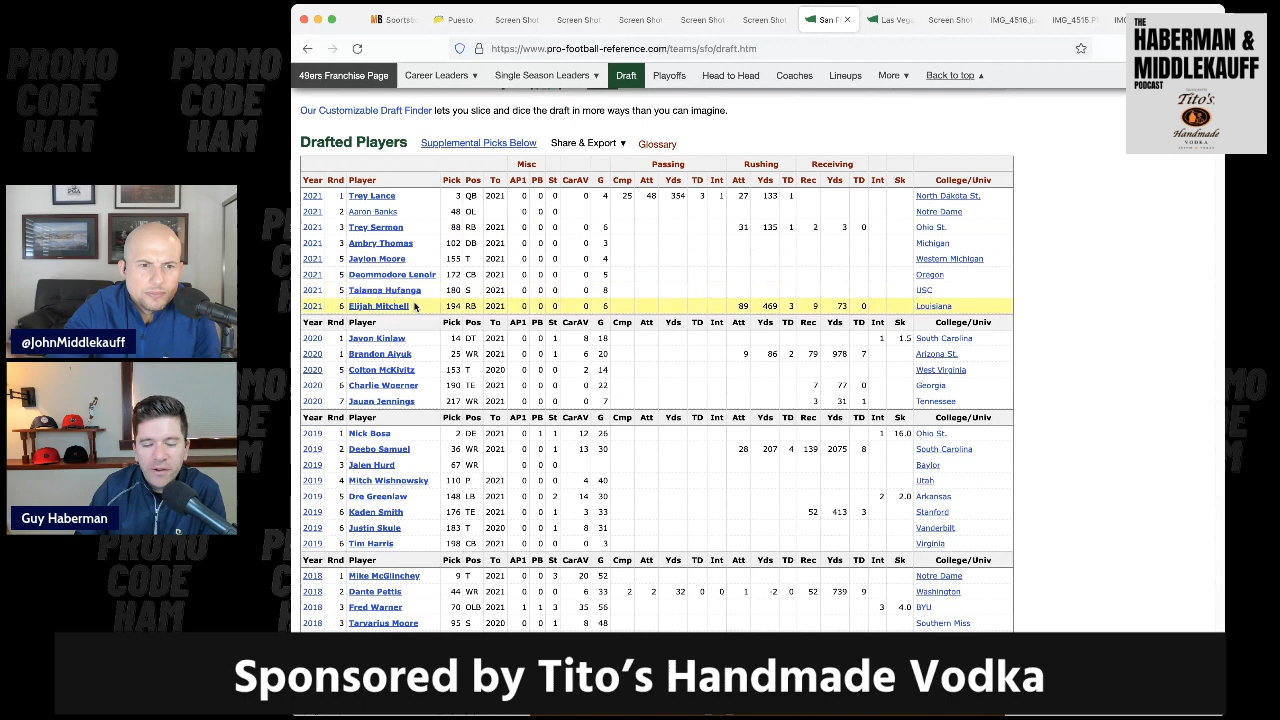 MB Sportsb
Puesto
Screen Shot
Screen Shot
Screen Shot
Screen Shot
Screen Shot
San F
Las Veg
Screen Shot
IMG_4516.jp
IMG_4515.P
https://www.pro-football-reference.com/teams/sfo/draft.htm
49ers Franchise Page Career Leaders ▼ Single Season Leaders ▼ Draft Playoffs Head to Head Coaches Lineups More ▼ Back to top ▲
Our Customizable Draft Finder lets you slice and dice the draft in more ways than you can imagine.
Drafted Players Supplemental Picks Below Share & Export ▼ Glossary
Misc Passing Rushing Receiving
Year Rnd Player Pick Pos To AP1 PB St CarAV G Cmp Att Yds TD Int Att Yds TD Rec Yds TD Int Sk College/Univ
2021 1 Trey Lance 3 QB 2021 0 0 0 0 4 25 48 354 3 1 27 133 1 North Dakota St.
2021 2 Aaron Banks 48 OL 0 0 0 Notre Dame
2021 3 Trey Sermon 88 RB 2021 0 0 0 0 6 31 135 1 2 3 0 Ohio St.
2021 3 Ambry Thomas 102 DB 2021 0 0 0 0 3 Michigan
2021 5 Jaylon Moore 155 T 2021 0 0 0 0 4 Western Michigan
2021 5 Deommodore Lenoir 172 CB 2021 0 0 0 0 5 Oregon
2021 5 Talanoa Hufanga 180 S 2021 0 0 0 0 8 USC
2021 6 Elijah Mitchell 194 RB 2021 0 0 0 0 6 89 469 3 9 73 0 Louisiana
Year Rnd Player Pick Pos To AP1 PB St CarAV G Cmp Att Yds TD Int Att Yds TD Rec Yds TD Int Sk College/Univ
2020 1 Javon Kinlaw 14 DT 2021 0 0 1 8 18 1 1.5 South Carolina
2020 1 Brandon Aiyuk 25 WR 2021 0 0 1 6 20 9 86 2 79 978 7 Arizona St.
2020 5 Colton McKivitz 153 T 2020 0 0 0 2 14 West Virginia
2020 6 Charlie Woerner 190 TE 2021 0 0 0 0 22 7 77 0 Georgia
2020 7 Jauan Jennings 217 WR 2021 0 0 0 0 7 3 31 1 Tennessee
Year Rnd Player Pick Pos To AP1 PB St CarAV G Cmp Att Yds TD Int Att Yds TD Rec Yds TD Int Sk College/Univ
2019 1 Nick Bosa 2 DE 2021 0 1 1 12 26 1 16.0 Ohio St.
2019 2 Deebo Samuel 36 WR 2021 0 0 1 13 30 28 207 4 139 2075 8 South Carolina
2019 3 Jalen Hurd 67 WR 0 0 0 Baylor
2019 4 Mitch Wishnowsky 110 P 2021 0 0 0 4 40 Utah
2019 5 Dre Greenlaw 148 LB 2021 0 0 2 14 30 2 2.0 Arkansas
2019 6 Kaden Smith 176 TE 2021 0 0 1 3 33 52 413 3 Stanford
2019 6 Justin Skule 183 T 2020 0 0 1 8 31 Vanderbilt
2019 6 Tim Harris 198 CB 2021 0 0 0 0 3 Virginia
Year Rnd Player Pick Pos To AP1 PB St CarAV G Cmp Att Yds TD Int Att Yds TD Rec Yds TD Int Sk College/Univ
2018 1 Mike McGlinchey 9 T 2021 0 0 3 20 52 Notre Dame
2018 2 Dante Pettis 44 WR 2021 0 0 0 6 33 2 2 32 0 0 1 -2 0 52 739 9 Washington
2018 3 Fred Warner 70 OLB 2021 1 1 3 35 56 3 4.0 BYU
2018 3 Tarvarius Moore 95 S 2020 0 0 1 8 48 Southern Miss
THE
HABERMAN &
MIDDLEKAUFF
PODCAST
Tito's
Handmade
VODKA
PROMO
CODE
HAM
PROMO
CODE
HAM
@JohnMiddlekauff
Guy Haberman
PROMO
CODE
HAM
Sponsored by Tito's Handmade Vodka